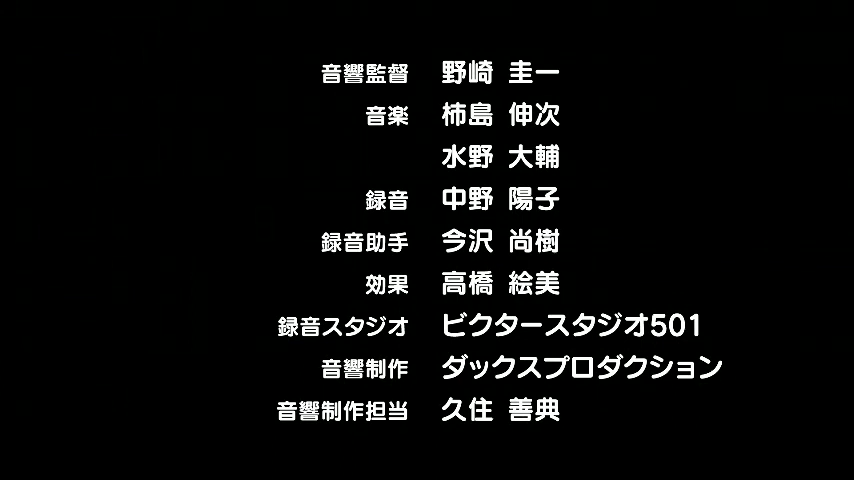 音響監督 野崎 圭一
音楽 柿島 伸次
水野 大輔
録音 中野 陽子
録音助手 今沢 尚樹
効果 高橋 絵美
録音スタジオ ビクタースタジオ501
音響制作 ダックスプロダクション
音響制作担当 久住 善典